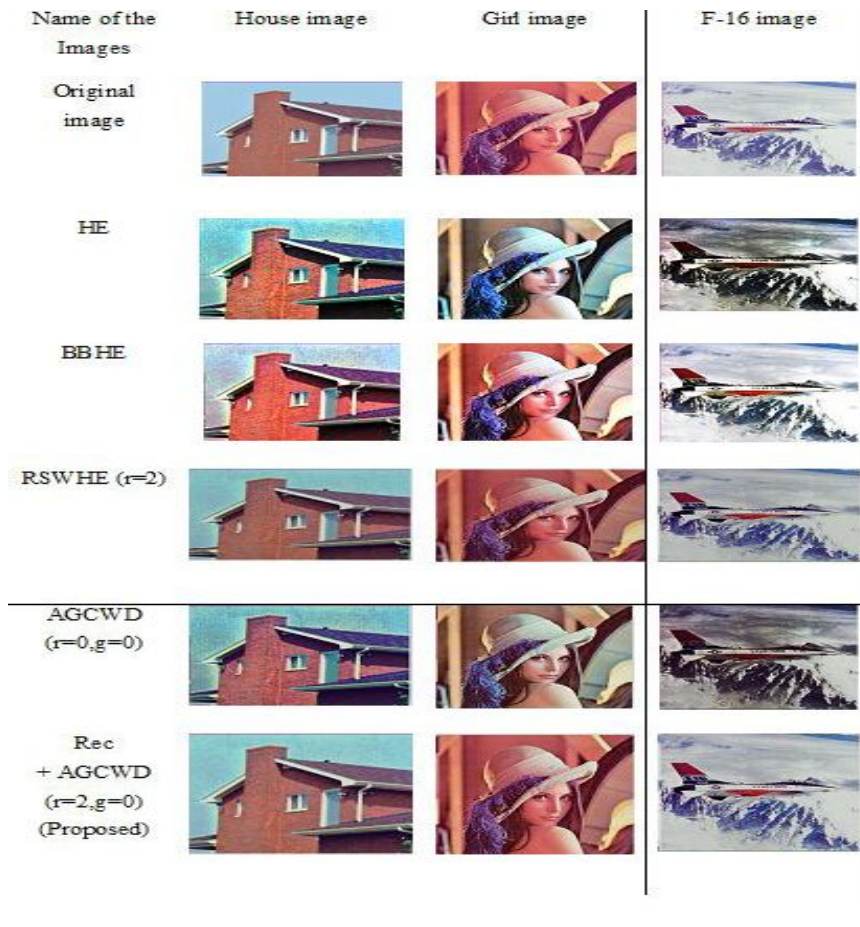 Name of the
Images
House image
Girl image
F-16 image
Original
image
HE
BBHE
RSWHE (r=2)
AGCWD
(r=0,g=0)
Rec
+ AGCWD
(r=2,g=0)
(Proposed)